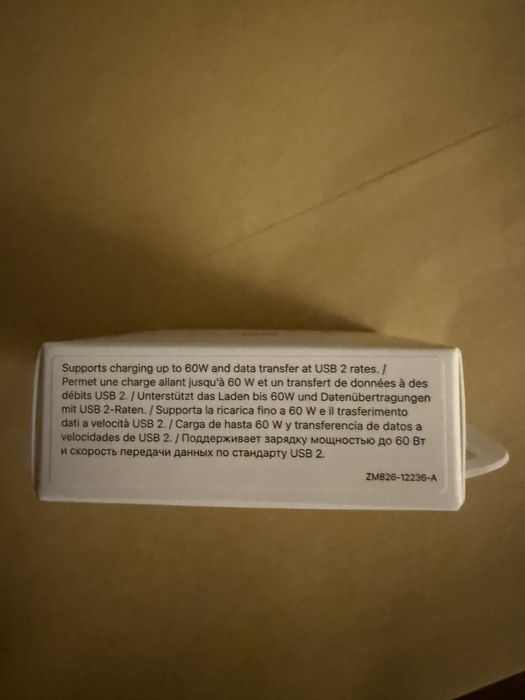 Supports charging up to 60W and data transfer at USB 2 rates. /
Permet une charge allant jusqu'à 60 W et un transfert de données à des
débits USB 2. / Unterstützt das Laden bis 60W und Datenübertragungen
mit USB 2-Raten. / Supporta la ricarica fino a 60 W e il trasferimento
dati a velocità USB 2. / Carga de hasta 60 W y transferencia de datos a
velocidades de USB 2. / Поддерживает зарядку мощностью до 60 Вт
и скорость передачи данных по стандарту USB 2.
ZM826-12236-A